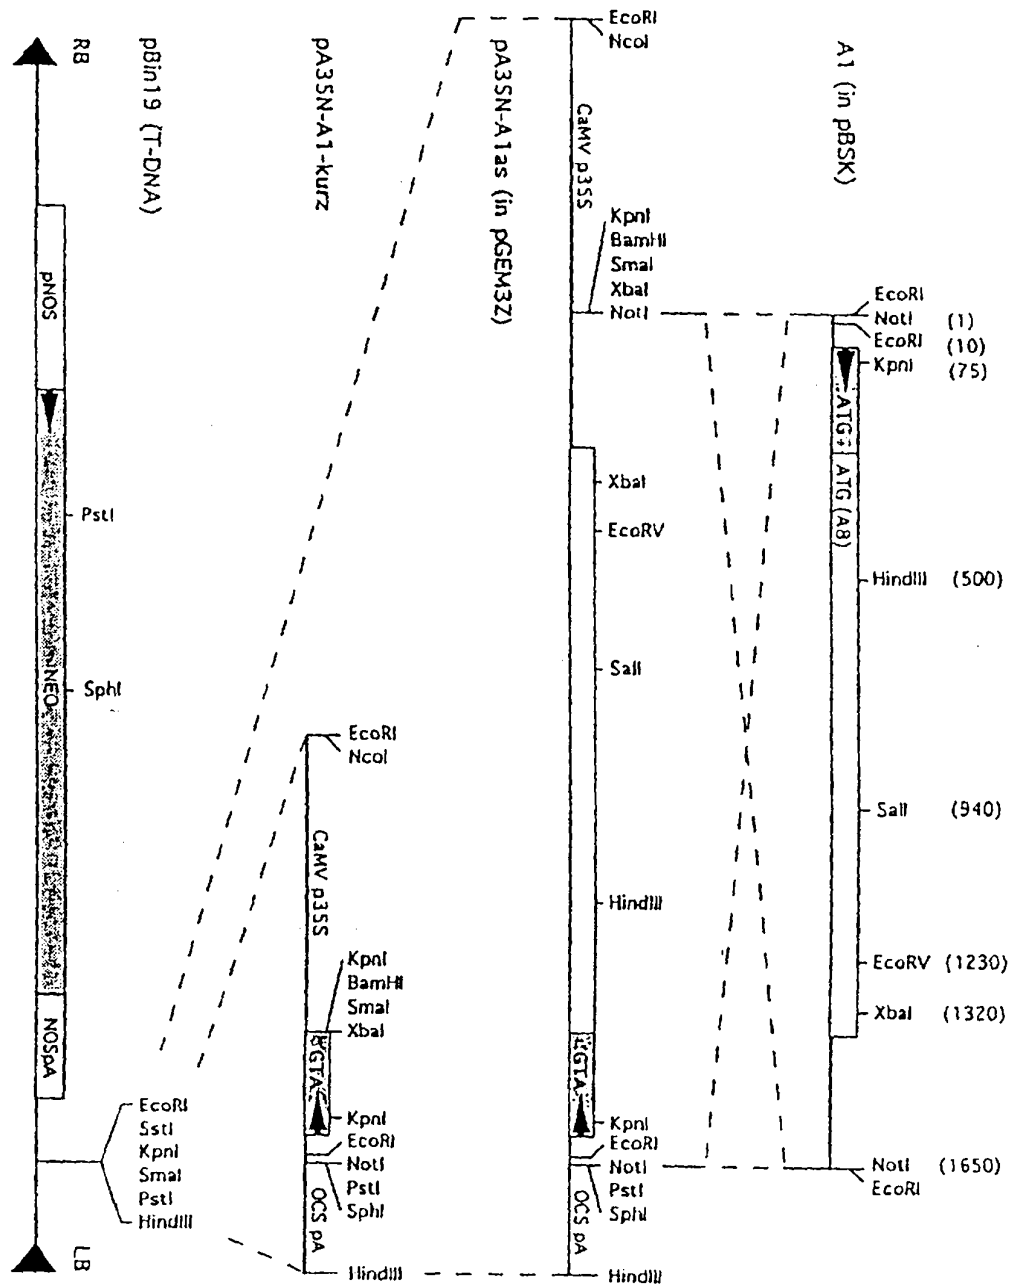 A1 (in pBSK)
EcoRI
NotI (1)
EcoRI (10)
KpnI (75)
ATG
ATG (A8)
HindIII (500)
SalI (940)
EcoRV (1230)
XbaI (1320)
NotI (1650)
EcoRI
pA35N-A1as (in pGEM3Z)
EcoRI
NcoI
CaMV p35S
KpnI
BamHI
SmaI
XbaI
NotI
XbaI
EcoRV
SalI
HindIII
GTA
KpnI
EcoRI
NotI
PstI
SphI
OCS pA
HindIII
pA35N-A1-kurz
EcoRI
NcoI
CaMV p35S
KpnI
BamHI
SmaI
XbaI
GTA
KpnI
EcoRI
NotI
PstI
SphI
OCS pA
HindIII
pBin19 (T-DNA)
RB
pNOS
PstI
NEO
SphI
NOSpA
EcoRI
SstI
KpnI
SmaI
PstI
HindIII
LB